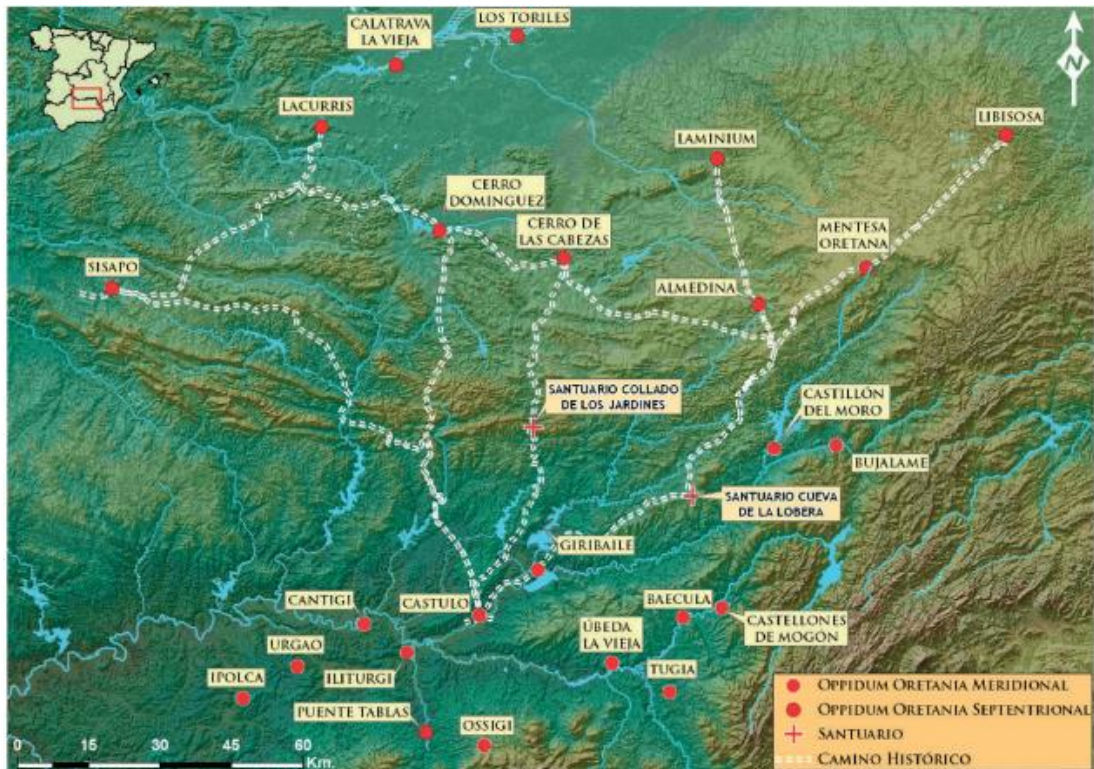 CALATRAVA
LA VIEJA
LOS TORILES
N
LACURRIS
LAMINIUM
LIBISOSA
CERRO
DOMINGUEZ
CERRO DE
LAS CABEZAS
MENTESA
ORETANA
SISAPO
ALMEDINA
SANTUARIO COLLADO
DE LOS JARDINES
CASTILLÓN
DEL MORO
BUJALAME
SANTUARIO CUEVA
DE LA LOBERA
GIRIBAILE
CANTIGI
CASTULO
BAECULA
ÚBEDA
LA VIEJA
CASTELLONES
DE MOGÓN
URGAO
IPOLCA
ILITURGI
TUGIA
PUENTE TABLAS
OSSIGI
OPPIDUM ORETANIA MERIDIONAL
OPPIDUM ORETANIA SEPTENTRIONAL
SANTUARIO
CAMINO HISTÓRICO
0 15 30 45 60
Km.